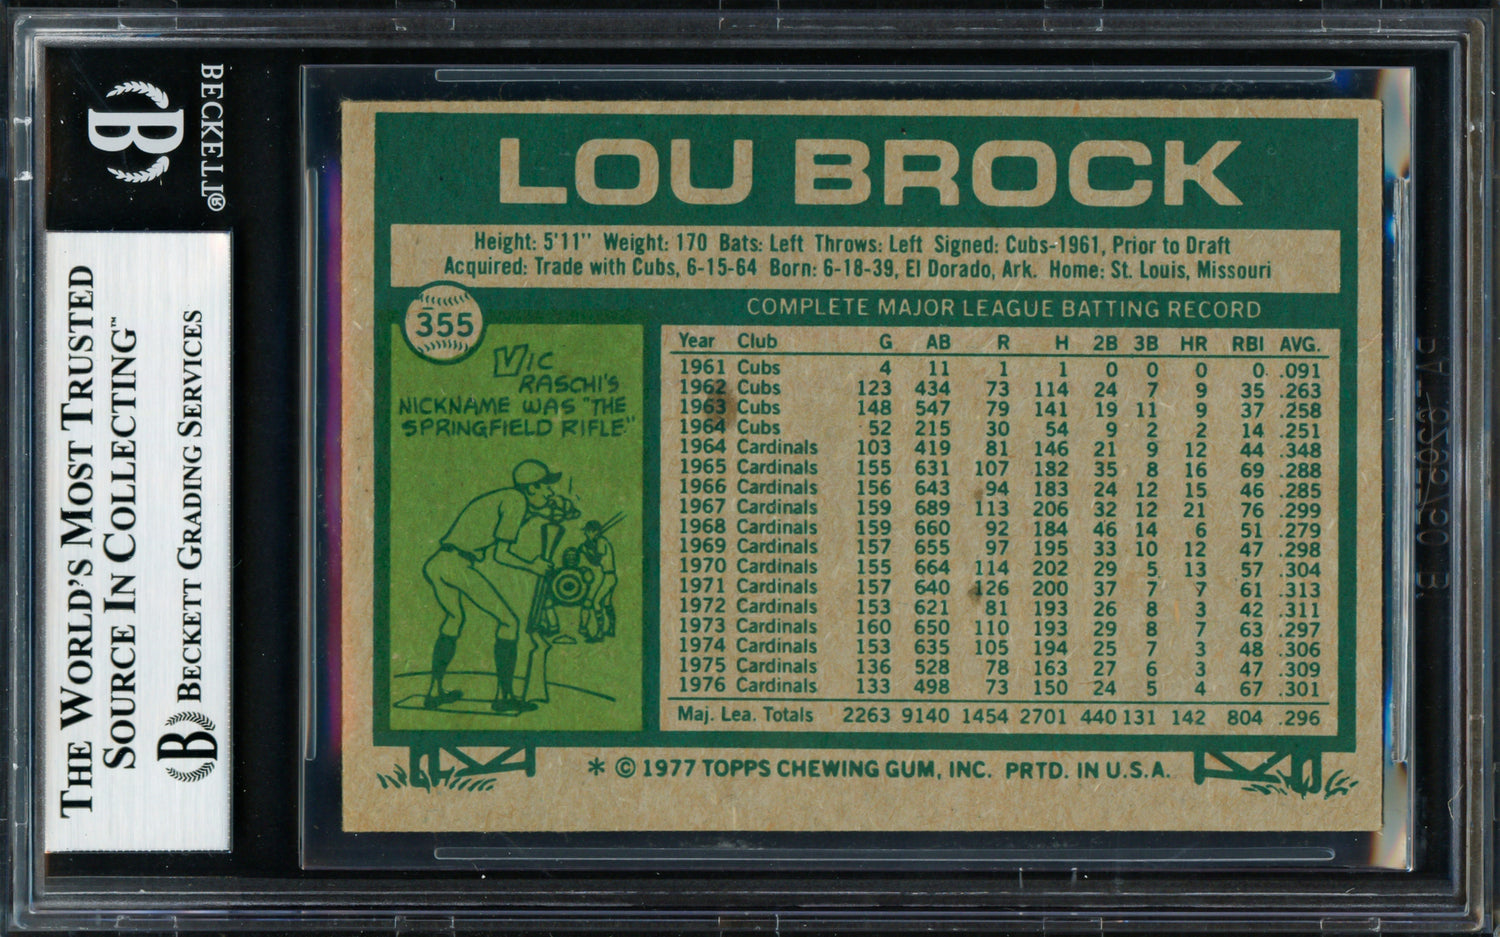 BECKETT®
B
THE WORLD'S MOST TRUSTED
SOURCE IN COLLECTING™
B BECKETT GRADING SERVICES
LOU BROCK
Height: 5'11" Weight: 170 Bats: Left Throws: Left Signed: Cubs-1961, Prior to Draft
Acquired: Trade with Cubs, 6-15-64 Born: 6-18-39, El Dorado, Ark. Home: St. Louis, Missouri
355
VIC
RASCHI'S
NICKNAME WAS "THE
SPRINGFIELD RIFLE"
COMPLETE MAJOR LEAGUE BATTING RECORD
Year Club G AB R H 2B 3B HR RBI AVG.
1961 Cubs 4 11 1 1 0 0 0 0 .091
1962 Cubs 123 434 73 114 24 7 9 35 .263
1963 Cubs 148 547 79 141 19 11 9 37 .258
1964 Cubs 52 215 30 54 9 2 2 14 .251
1964 Cardinals 103 419 81 146 21 9 12 44 .348
1965 Cardinals 155 631 107 182 35 8 16 69 .288
1966 Cardinals 156 643 94 183 24 12 15 46 .285
1967 Cardinals 159 689 113 206 32 12 21 76 .299
1968 Cardinals 159 660 92 184 46 14 6 51 .279
1969 Cardinals 157 655 97 195 33 10 12 47 .298
1970 Cardinals 155 664 114 202 29 5 13 57 .304
1971 Cardinals 157 640 126 200 37 7 7 61 .313
1972 Cardinals 153 621 81 193 26 8 3 42 .311
1973 Cardinals 160 650 110 193 29 8 7 63 .297
1974 Cardinals 153 635 105 194 25 7 3 48 .306
1975 Cardinals 136 528 78 163 27 6 3 47 .309
1976 Cardinals 133 498 73 150 24 5 4 67 .301
Maj. Lea. Totals 2263 9140 1454 2701 440 131 142 804 .296
* © 1977 TOPPS CHEWING GUM, INC. PRTD. IN U.S.A.